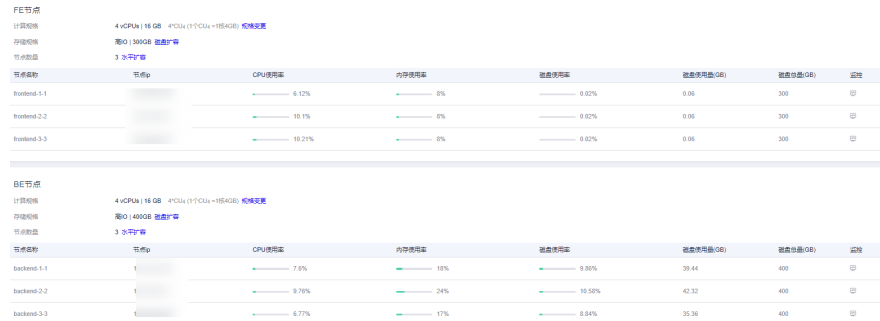 FE节点
计算规格 4 vCPUs | 16 GB 4*CU₄ (1个CU₄ =1核4GB) 规格变更
存储规格 高IO | 300GB 磁盘扩容
节点数量 3 水平扩容
节点名称 节点ip CPU使用率 内存使用率 磁盘使用率 磁盘使用量(GB) 磁盘总量(GB) 监控
frontend-1-1 6.12% 8% 0.02% 0.06 300
frontend-2-2 10.1% 8% 0.02% 0.06 300
frontend-3-3 10.21% 8% 0.02% 0.06 300
BE节点
计算规格 4 vCPUs | 16 GB 4*CU₄ (1个CU₄ =1核4GB) 规格变更
存储规格 高IO | 400GB 磁盘扩容
节点数量 3 水平扩容
节点名称 节点ip CPU使用率 内存使用率 磁盘使用率 磁盘使用量(GB) 磁盘总量(GB) 监控
backend-1-1 1 7.6% 18% 9.86% 39.44 400
backend-2-2 1 9.76% 24% 10.58% 42.32 400
backend-3-3 1 6.77% 17% 8.84% 35.36 400